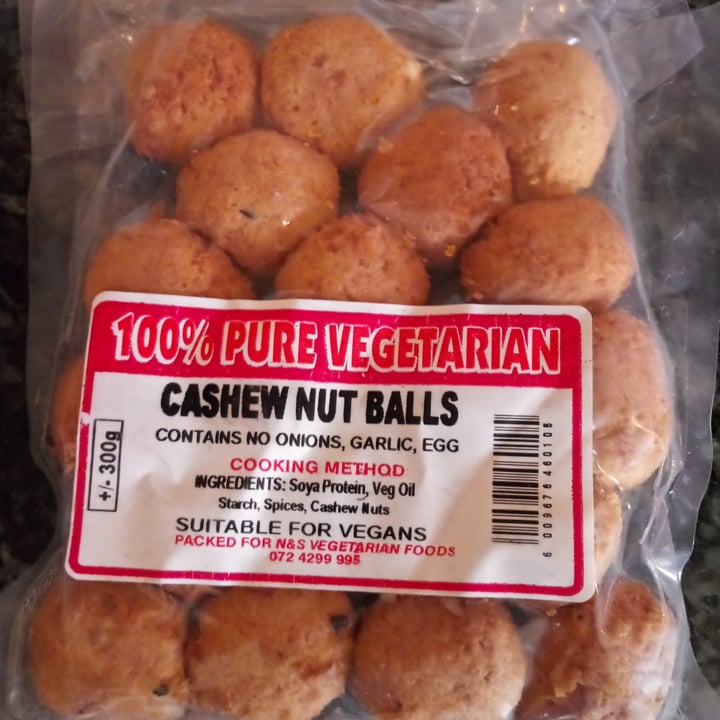 100% PURE VEGETARIAN
CASHEW NUT BALLS
CONTAINS NO ONIONS, GARLIC, EGG
+/- 300g
COOKING METHOD
INGREDIENTS: Soya Protein, Veg Oil
Starch, Spices, Cashew Nuts
SUITABLE FOR VEGANS
PACKED FOR N&S VEGETARIAN FOODS
072 4299 995
6 009676 460105